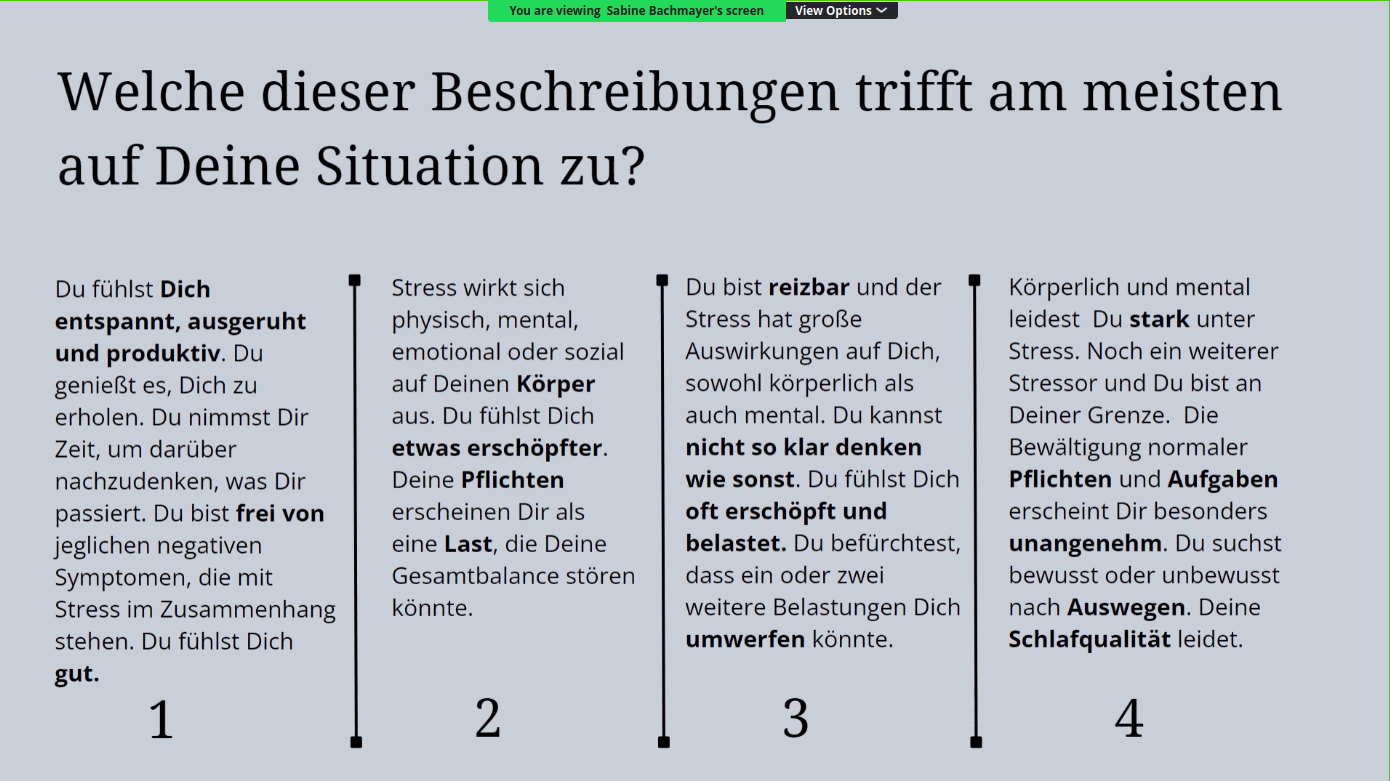 You are viewing Sabine Bachmayer's screen
View Options
Welche dieser Beschreibungen trifft am meisten
auf Deine Situation zu?
Du fühlst Dich
entspannt, ausgeruht
und produktiv. Du
genießt es, Dich zu
erholen. Du nimmst Dir
Zeit, um darüber
nachzudenken, was Dir
passiert. Du bist frei von
jeglichen negativen
Symptomen, die mit
Stress im Zusammenhang
stehen. Du fühlst Dich
gut.
1
Stress wirkt sich
physisch, mental,
emotional oder sozial
auf Deinen Körper
aus. Du fühlst Dich
etwas erschöpfter.
Deine Pflichten
erscheinen Dir als
eine Last, die Deine
Gesamtbalance stören
könnte.
2
Du bist reizbar und der
Stress hat große
Auswirkungen auf Dich,
sowohl körperlich als
auch mental. Du kannst
nicht so klar denken
wie sonst. Du fühlst Dich
oft erschöpft und
belastet. Du befürchtest,
dass ein oder zwei
weitere Belastungen Dich
umwerfen könnte.
3
Körperlich und mental
leidest Du stark unter
Stress. Noch ein weiterer
Stressor und Du bist an
Deiner Grenze. Die
Bewältigung normaler
Pflichten und Aufgaben
erscheint Dir besonders
unangenehm. Du suchst
bewusst oder unbewusst
nach Auswegen. Deine
Schlafqualität leidet.
4